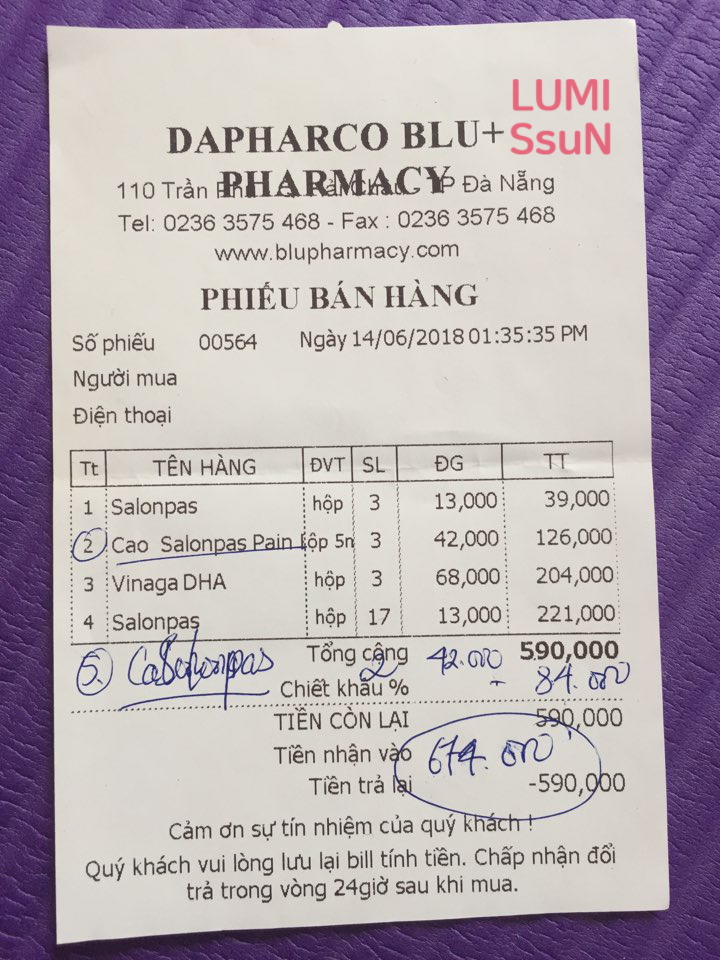 LUMI
SsuN
DAPHARCO BLU+
PHARMACY
110 Trần TP Đà Nẵng
Tel: 0236 3575 468 - Fax : 0236 3575 468
www.blupharmacy.com
PHIẾU BÁN HÀNG
Số phiếu 00564 Ngày 14/06/2018 01:35:35 PM
Người mua
Điện thoại
Tt TÊN HÀNG ĐVT SL ĐG TT
1 Salonpas hộp 3 13,000 39,000
2 Cao Salonpas Pain 3 42,000 126,000
3 Vinaga DHA hộp 3 68,000 204,000
4 Salonpas hộp 17 13,000 221,000
Tổng cộng 590,000
5. 2 42.000 - 84.000
Chiết khấu %
TIỀN CÒN LẠI 590,000
Tiền nhận vào 674.000
Tiền trả lại -590,000
Cảm ơn sự tín nhiệm của quý khách !
Quý khách vui lòng lưu lại bill tính tiền. Chấp nhận đổi
trả trong vòng 24giờ sau khi mua.